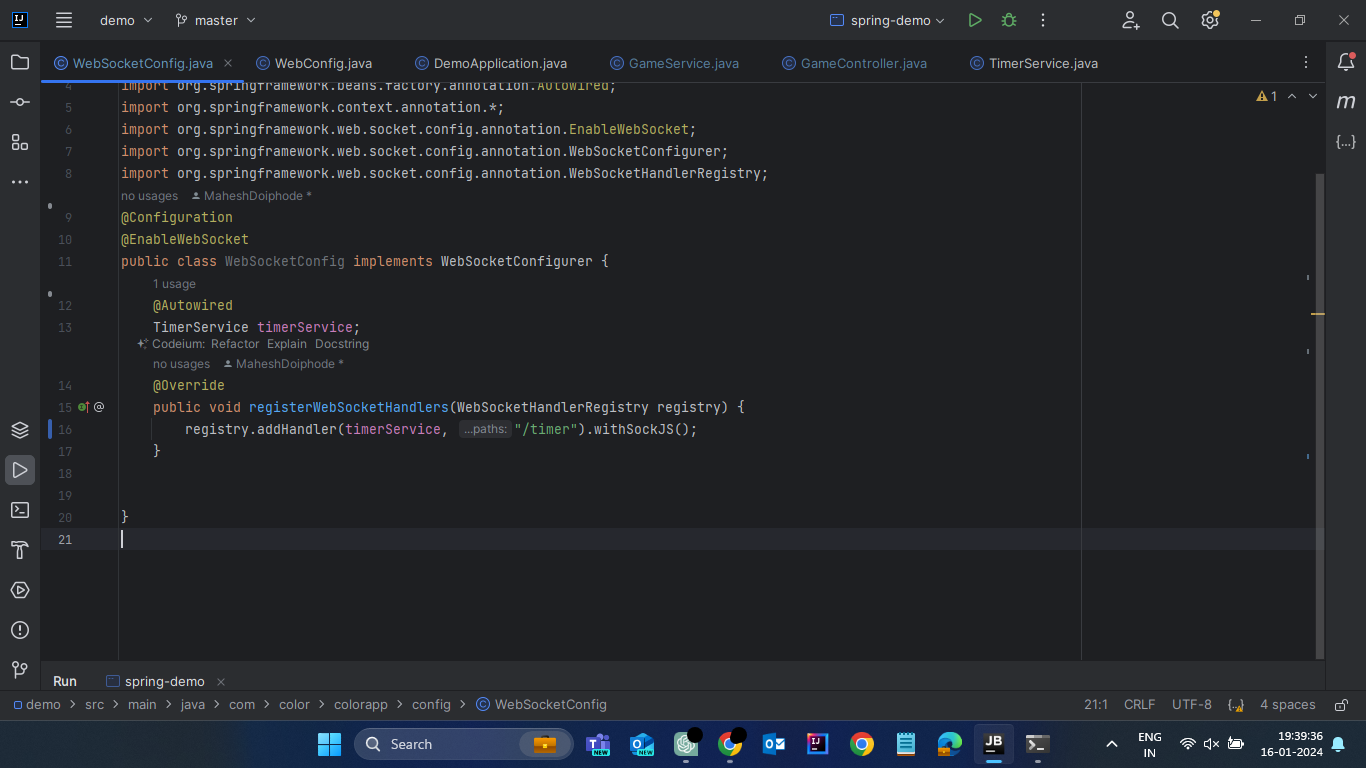 demo master spring-demo
WebSocketConfig.java WebConfig.java DemoApplication.java GameService.java GameController.java TimerService.java
4 import org.springframework.beans.factory.annotation.Autowired;
1
5 import org.springframework.context.annotation.*;
6 import org.springframework.web.socket.config.annotation.EnableWebSocket;
7 import org.springframework.web.socket.config.annotation.WebSocketConfigurer;
8 import org.springframework.web.socket.config.annotation.WebSocketHandlerRegistry;
no usages MaheshDoiphode *
9 @Configuration
10 @EnableWebSocket
11 public class WebSocketConfig implements WebSocketConfigurer {
1 usage
12 @Autowired
13 TimerService timerService;
Codeium: Refactor Explain Docstring
no usages MaheshDoiphode *
14 @Override
15 public void registerWebSocketHandlers(WebSocketHandlerRegistry registry) {
16 registry.addHandler(timerService, ...paths: "/timer").withSockJS();
17 }
18
19
20 }
21
Run spring-demo
demo > src > main > java > com > color > colorapp > config > WebSocketConfig 21:1 CRLF UTF-8 {..} 4 spaces
Search ENG IN 19:39:36 16-01-2024